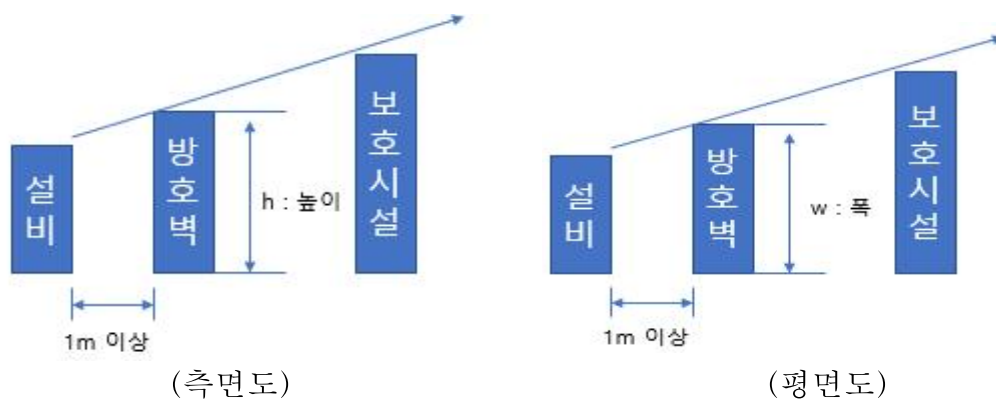 설비
방호벽
보호시설
h : 높이
1m 이상
(측면도)
설비
방호벽
보호시설
w : 폭
1m 이상
(평면도)